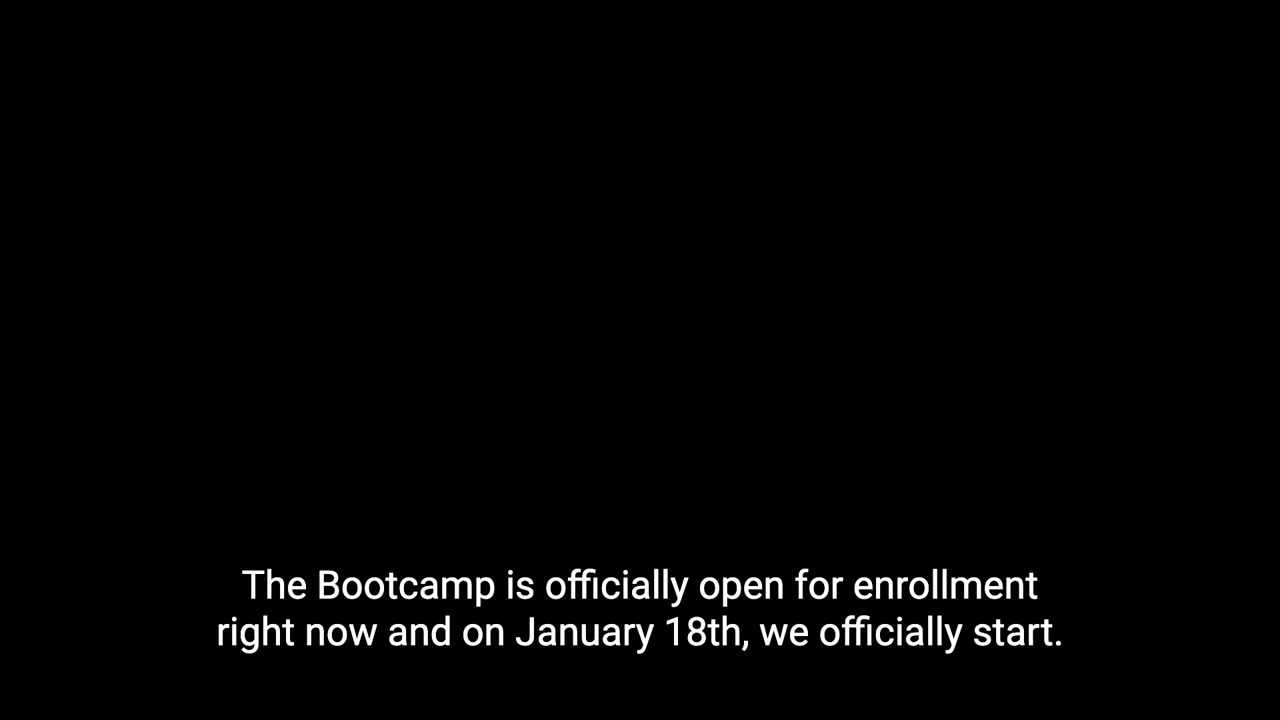 The Bootcamp is officially open for enrollment
right now and on January 18th, we officially start.